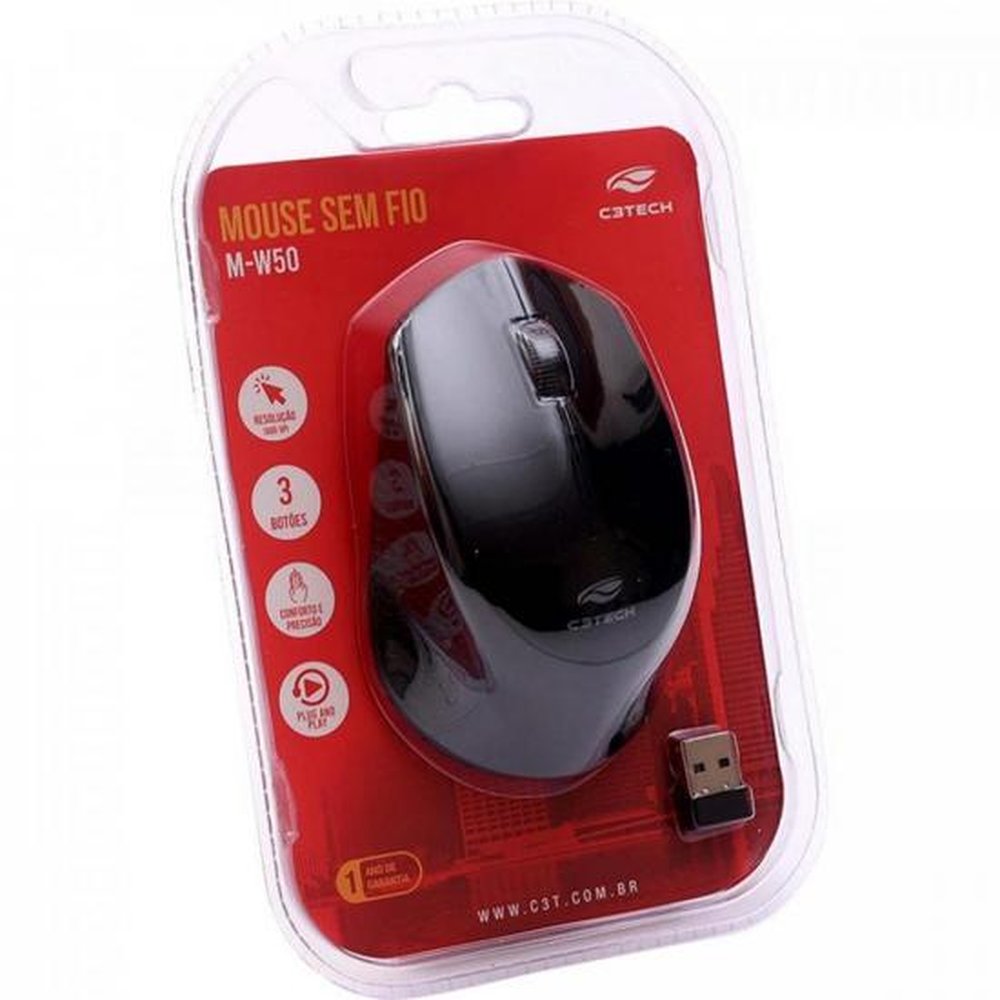 MOUSE SEM FIO
M-W50
C3TECH
RESOLUÇÃO
3
BOTÕES
CONFORTO E
PRECISÃO
PLUG AND
PLAY
C3TECH
1 ANO DE
GARANTIA
WWW.C3T.COM.BR